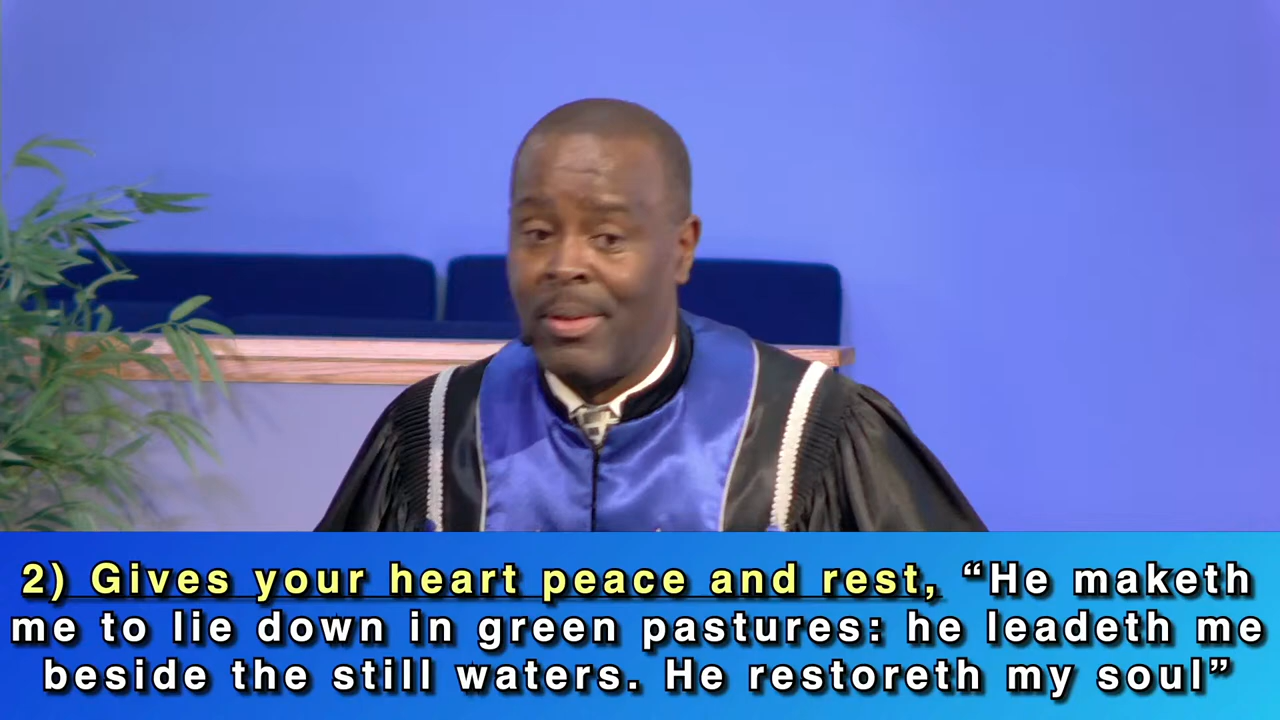 2) Gives your heart peace and rest, “He maketh
me to lie down in green pastures: he leadeth me
beside the still waters. He restoreth my soul”